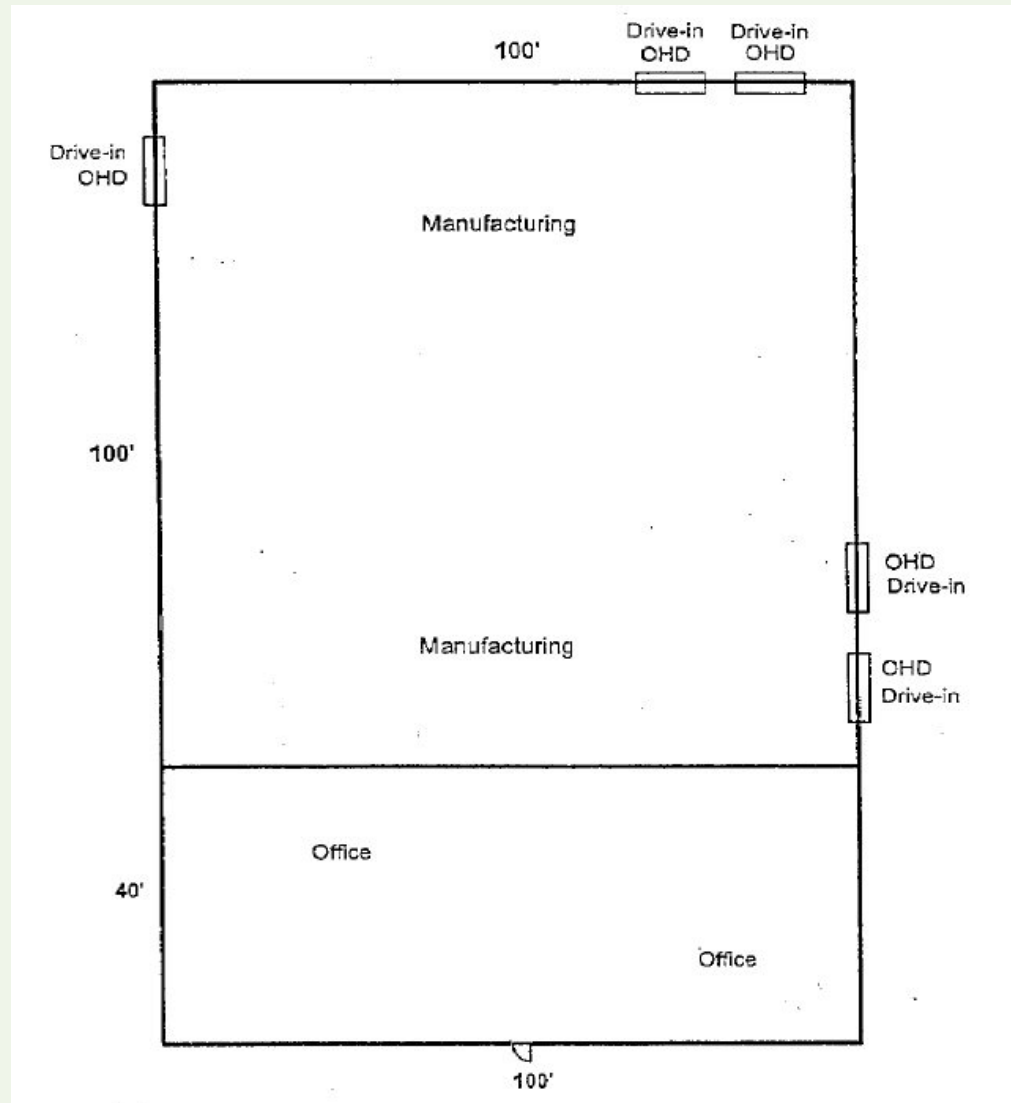 Drive-in
OHD
Drive-in
OHD
100'
Drive-in
OHD
Manufacturing
100'
OHD
Drive-in
Manufacturing
OHD
Drive-in
Office
40'
Office
100'